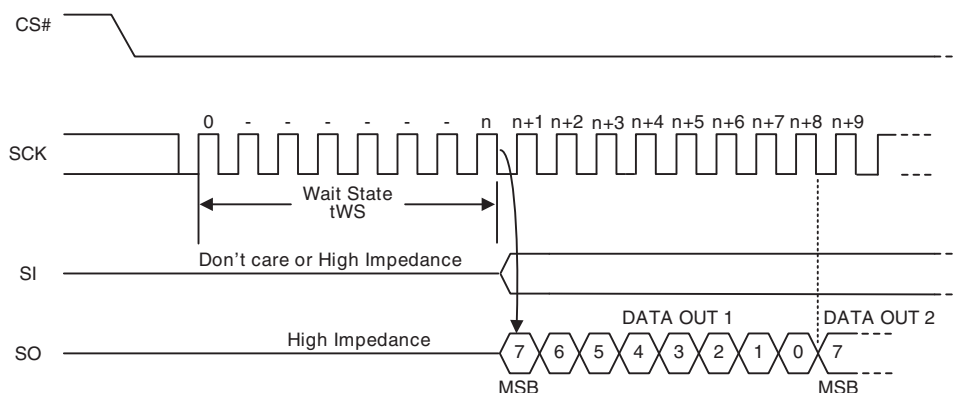 CS#
0 - - - - - - n n+1 n+2 n+3 n+4 n+5 n+6 n+7 n+8 n+9
SCK
Wait State
tWS
Don't care or High Impedance
SI
DATA OUT 1 DATA OUT 2
High Impedance
SO 7 6 5 4 3 2 1 0 7
MSB MSB